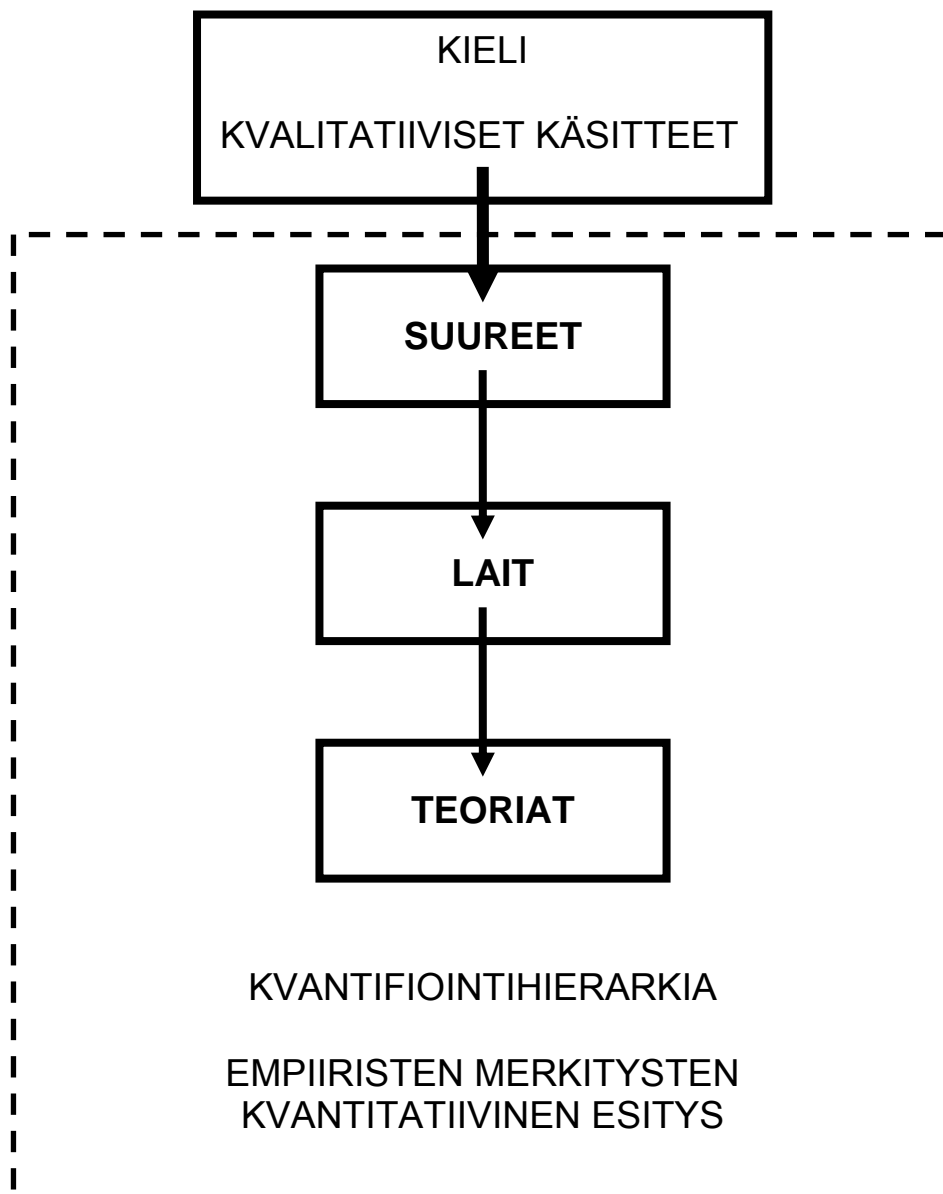 KIELI
KVALITATIIVISET KÄSITTEET
SUUREET
LAIT
TEORIAT
KVANTIFIOINTIHIERARKIA
EMPIIRISTEN MERKITYSTEN
KVANTITATIIVINEN ESITYS